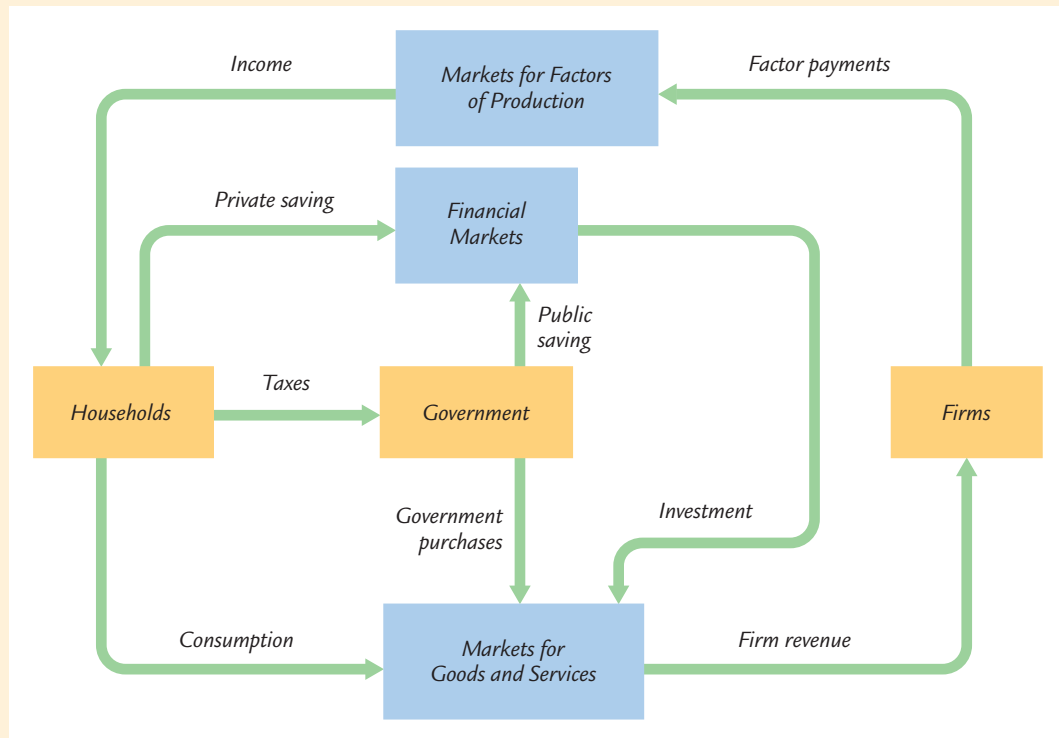 Income
Markets for Factors
of Production
Factor payments
Private saving
Financial
Markets
Public
saving
Households
Taxes
Government
Firms
Government
purchases
Investment
Consumption
Markets for
Goods and Services
Firm revenue